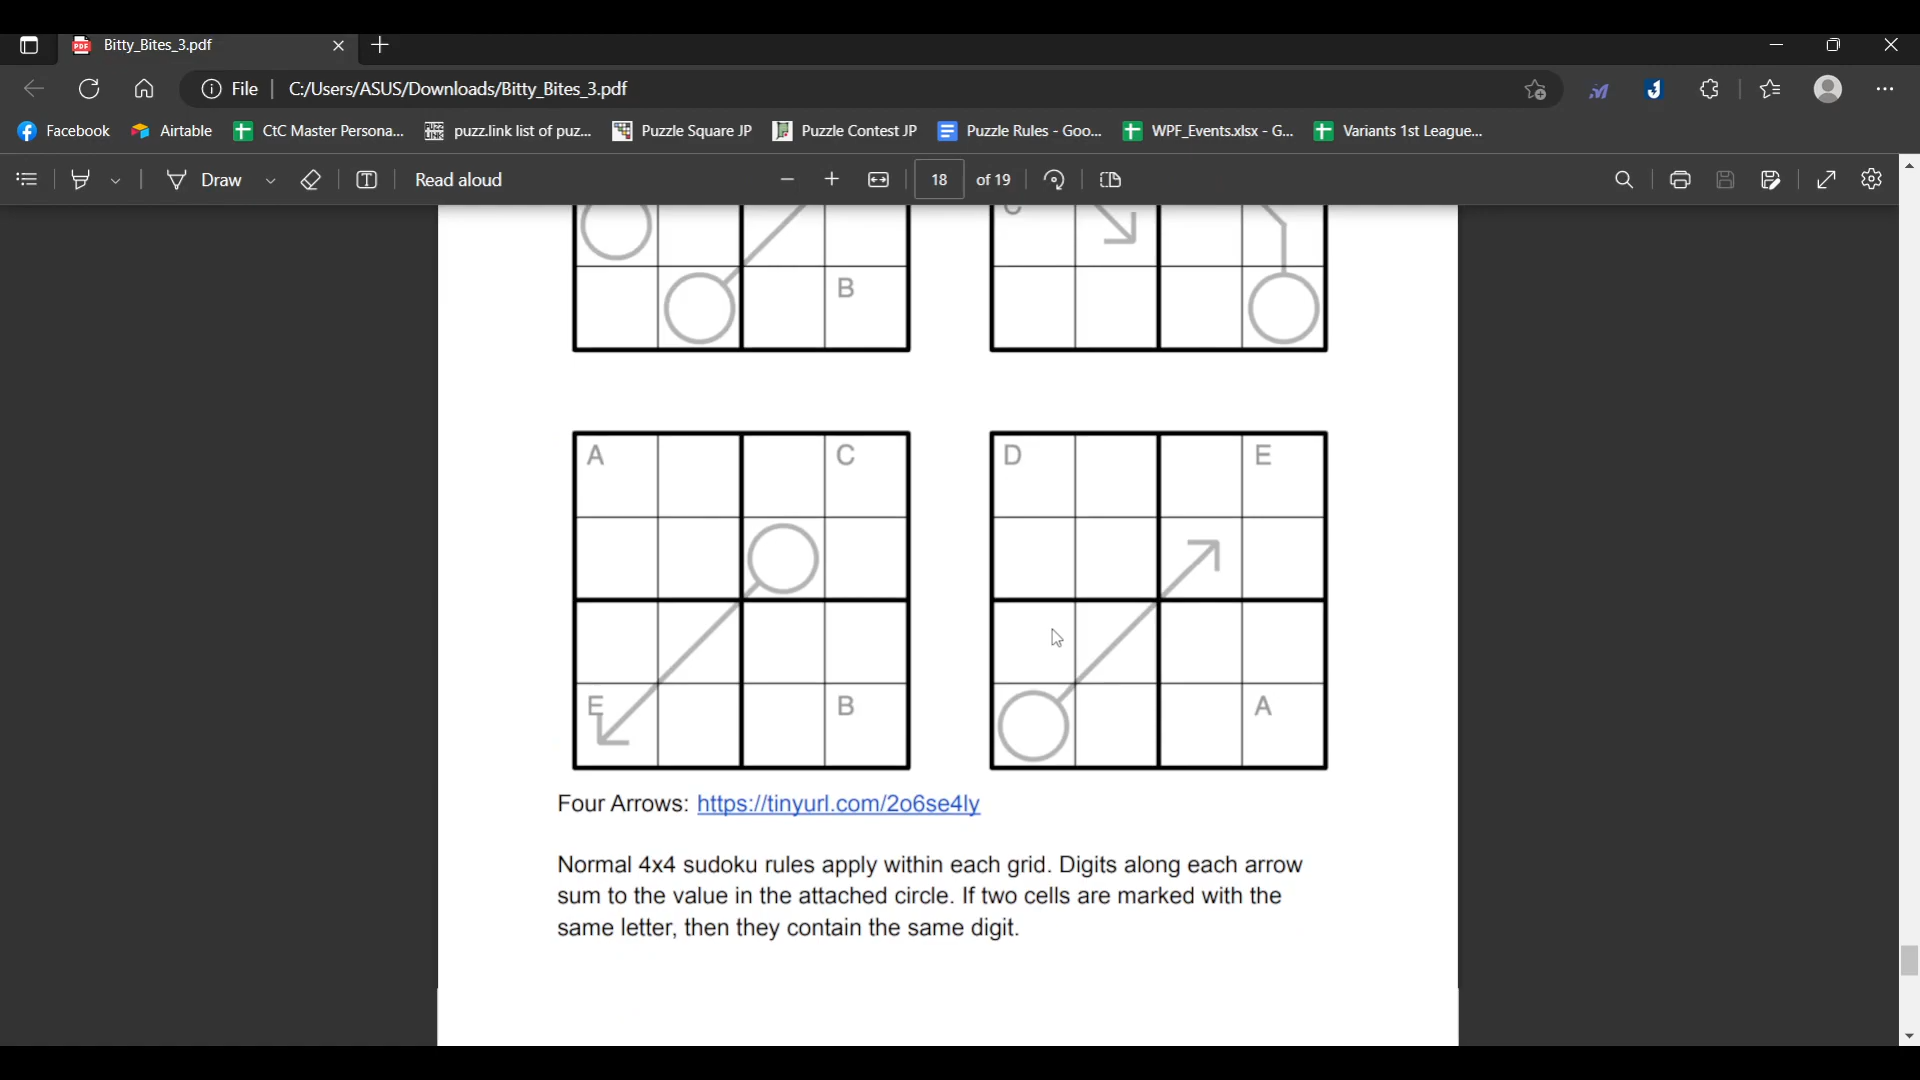 Bitty_Bites_3.pdf
File C:/Users/ASUS/Downloads/Bitty_Bites_3.pdf
Facebook Airtable CtC Master Persona... puzz.link list of puz... Puzzle Square JP Puzzle Contest JP Puzzle Rules - Goo... WPF_Events.xlsx - G... Variants 1st League...
Draw Read aloud 18 of 19
C
B
A C D E
E B A
Four Arrows: https://tinyurl.com/2o6se4ly
Normal 4x4 sudoku rules apply within each grid. Digits along each arrow
sum to the value in the attached circle. If two cells are marked with the
same letter, then they contain the same digit.